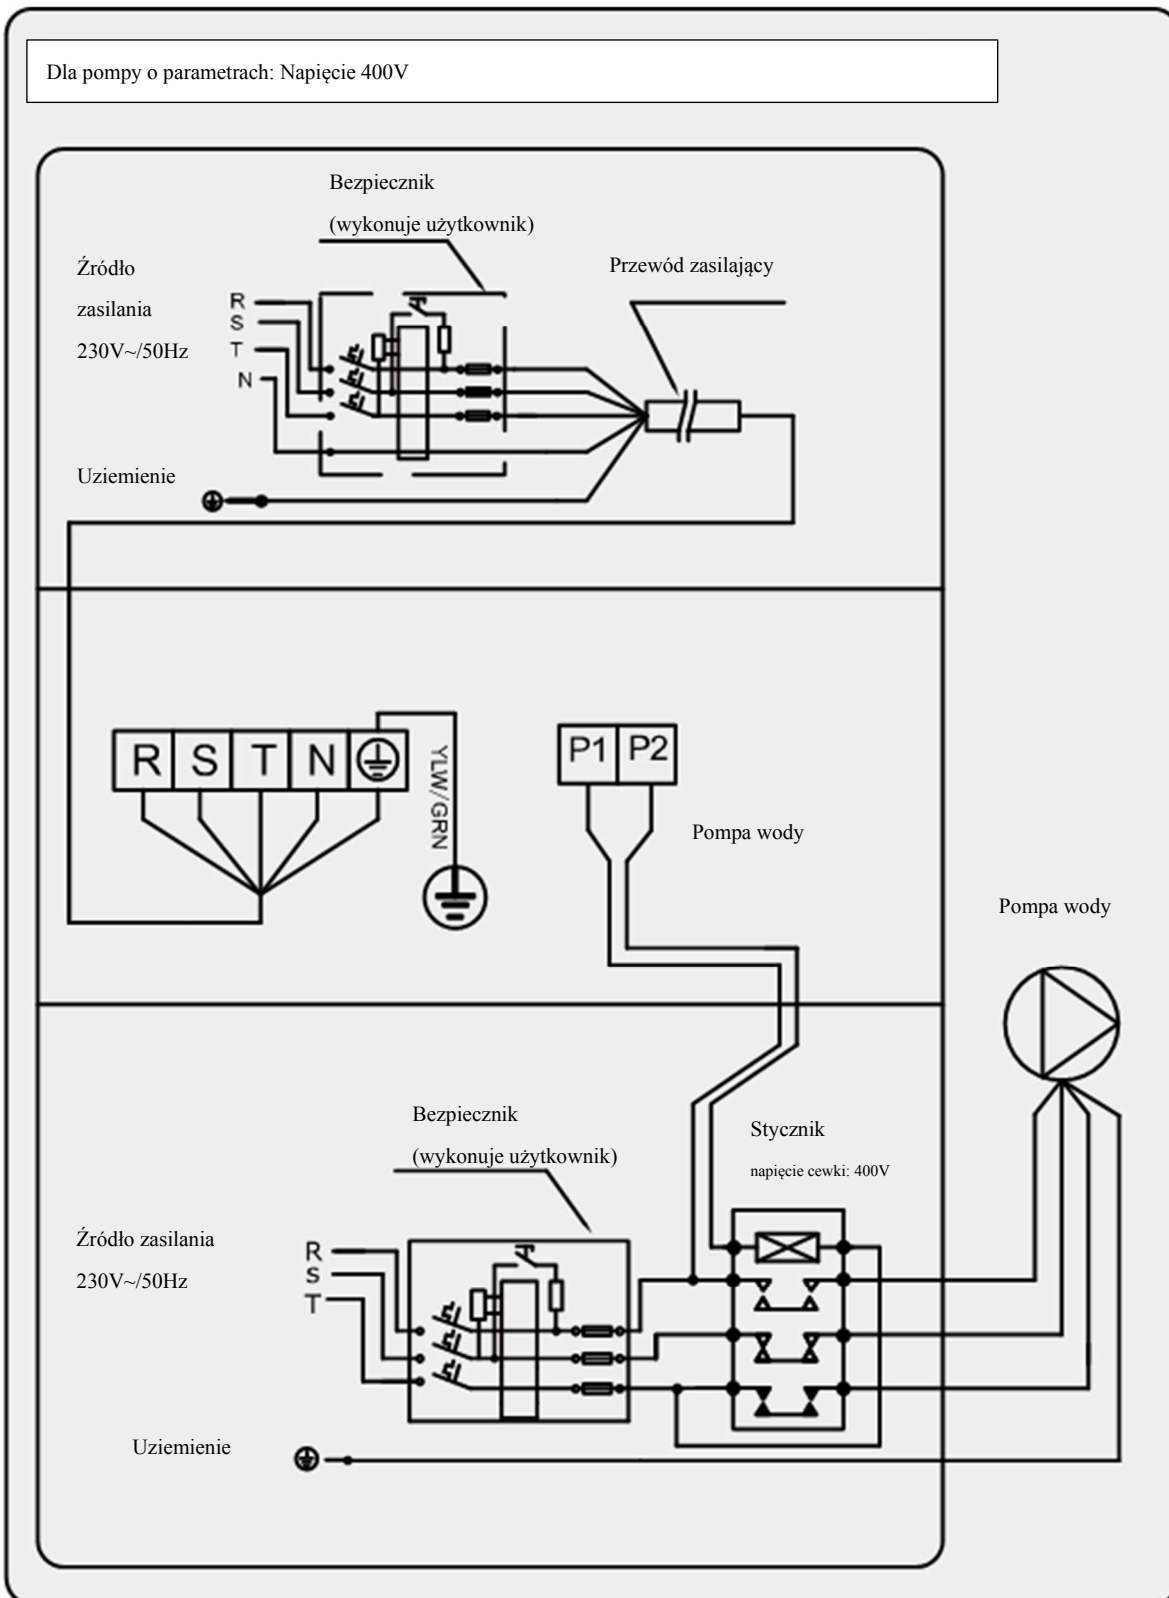 Dla pompy o parametrach: Napięcie 400V
Bezpiecznik
(wykonuje użytkownik)
Źródło
zasilania
230V~/50Hz
Przewód zasilający
R
S
T
N
Uziemienie
R S T N
YLW/GRN
P1 P2
Pompa wody
Pompa wody
Bezpiecznik
(wykonuje użytkownik)
Stycznik
napięcie cewki: 400V
Źródło zasilania
230V~/50Hz
R
S
T
Uziemienie